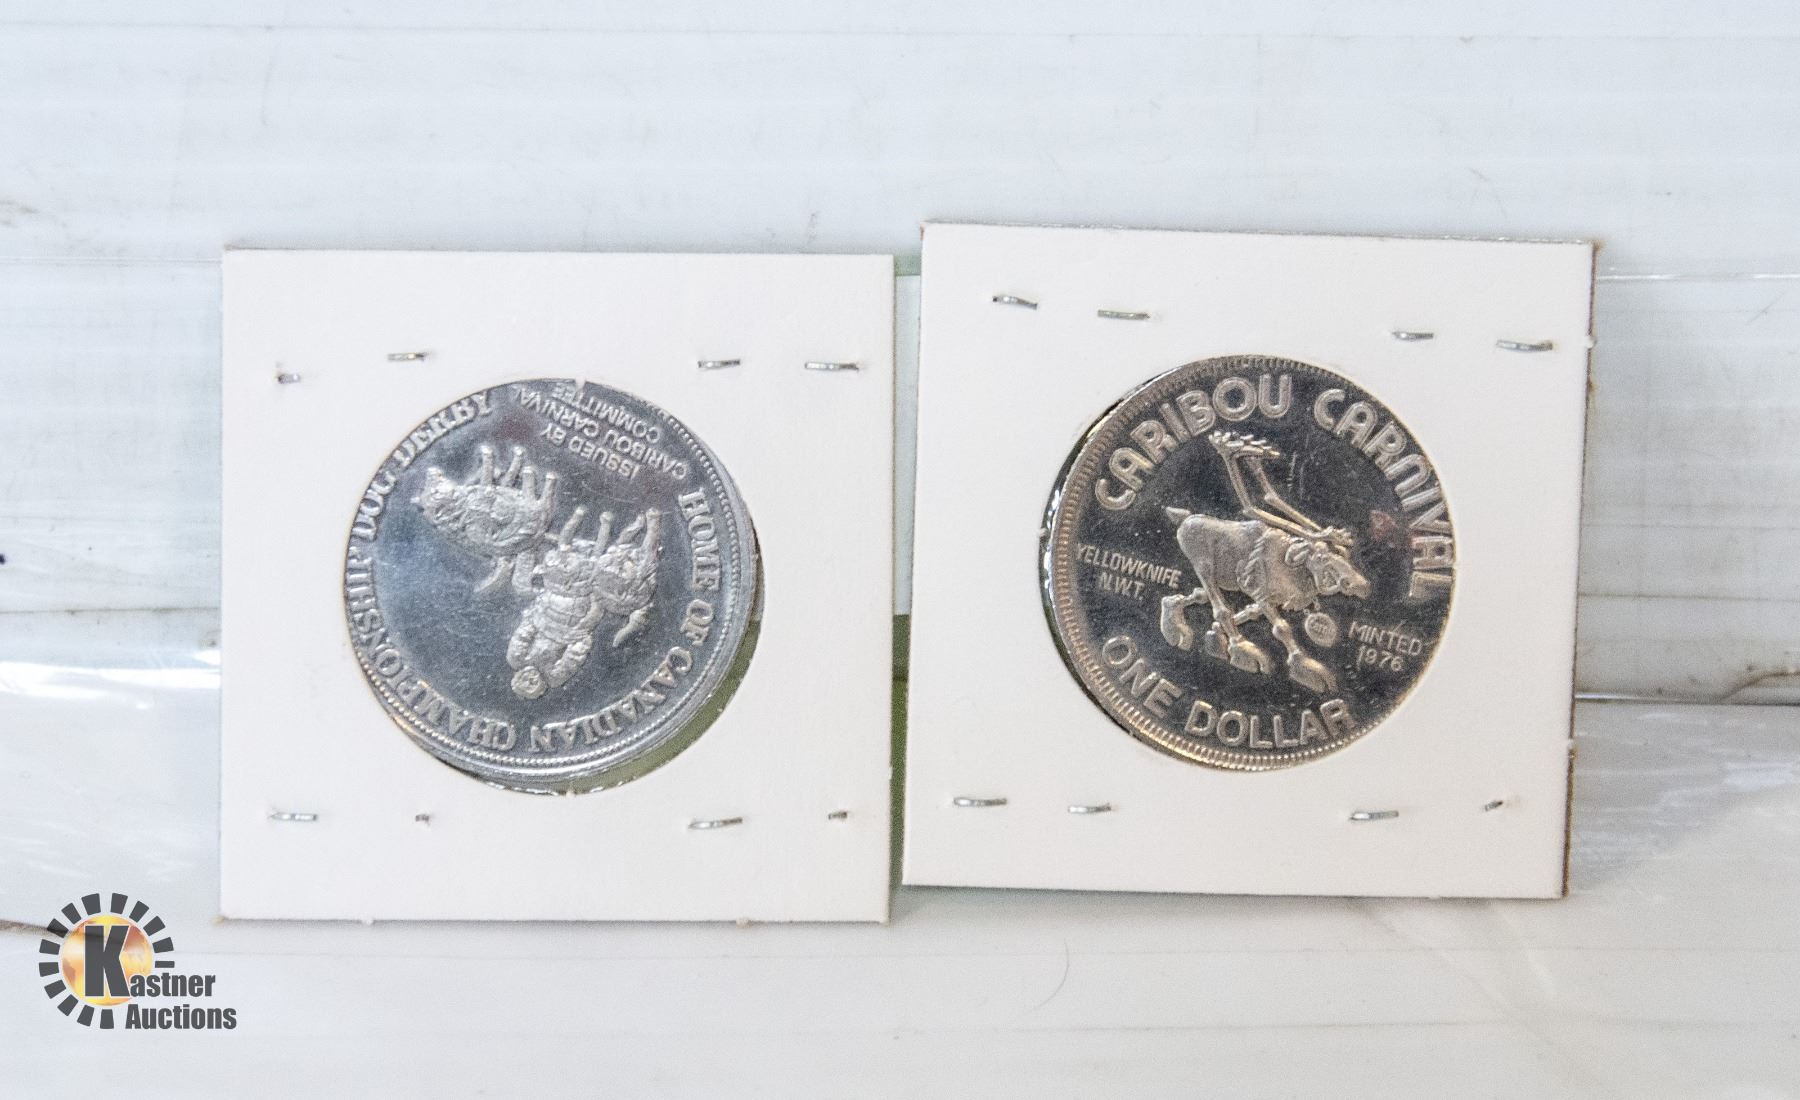 HOME OF CANADIAN CHAMPIONSHIP DOG DERBY
ISSUED BY
CARIBOU CARNIVAL
COMMITTEE
CARIBOU CARNIVAL
YELLOWKNIFE
N.W.T.
MINTED
1976
ONE DOLLAR
Kastner
Auctions